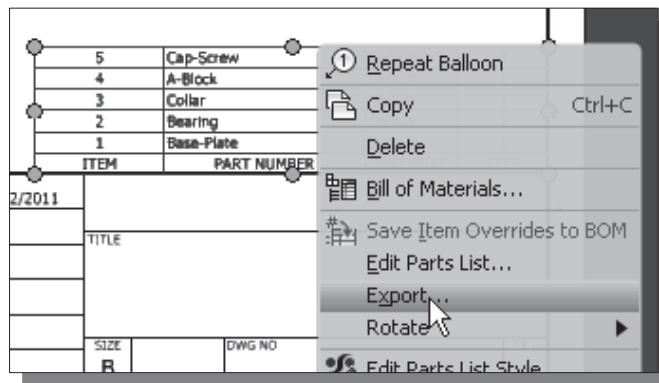 5 Cap-Screw
4 A-Block
3 Collar
2 Bearing
1 Base-Plate
ITEM PART NUMBER
2/2011
TITLE
SIZE DWG NO
B
Repeat Balloon
Copy Ctrl+C
Delete
Bill of Materials...
Save Item Overrides to BOM
Edit Parts List...
Export...
Rotate
Edit Parts List Style